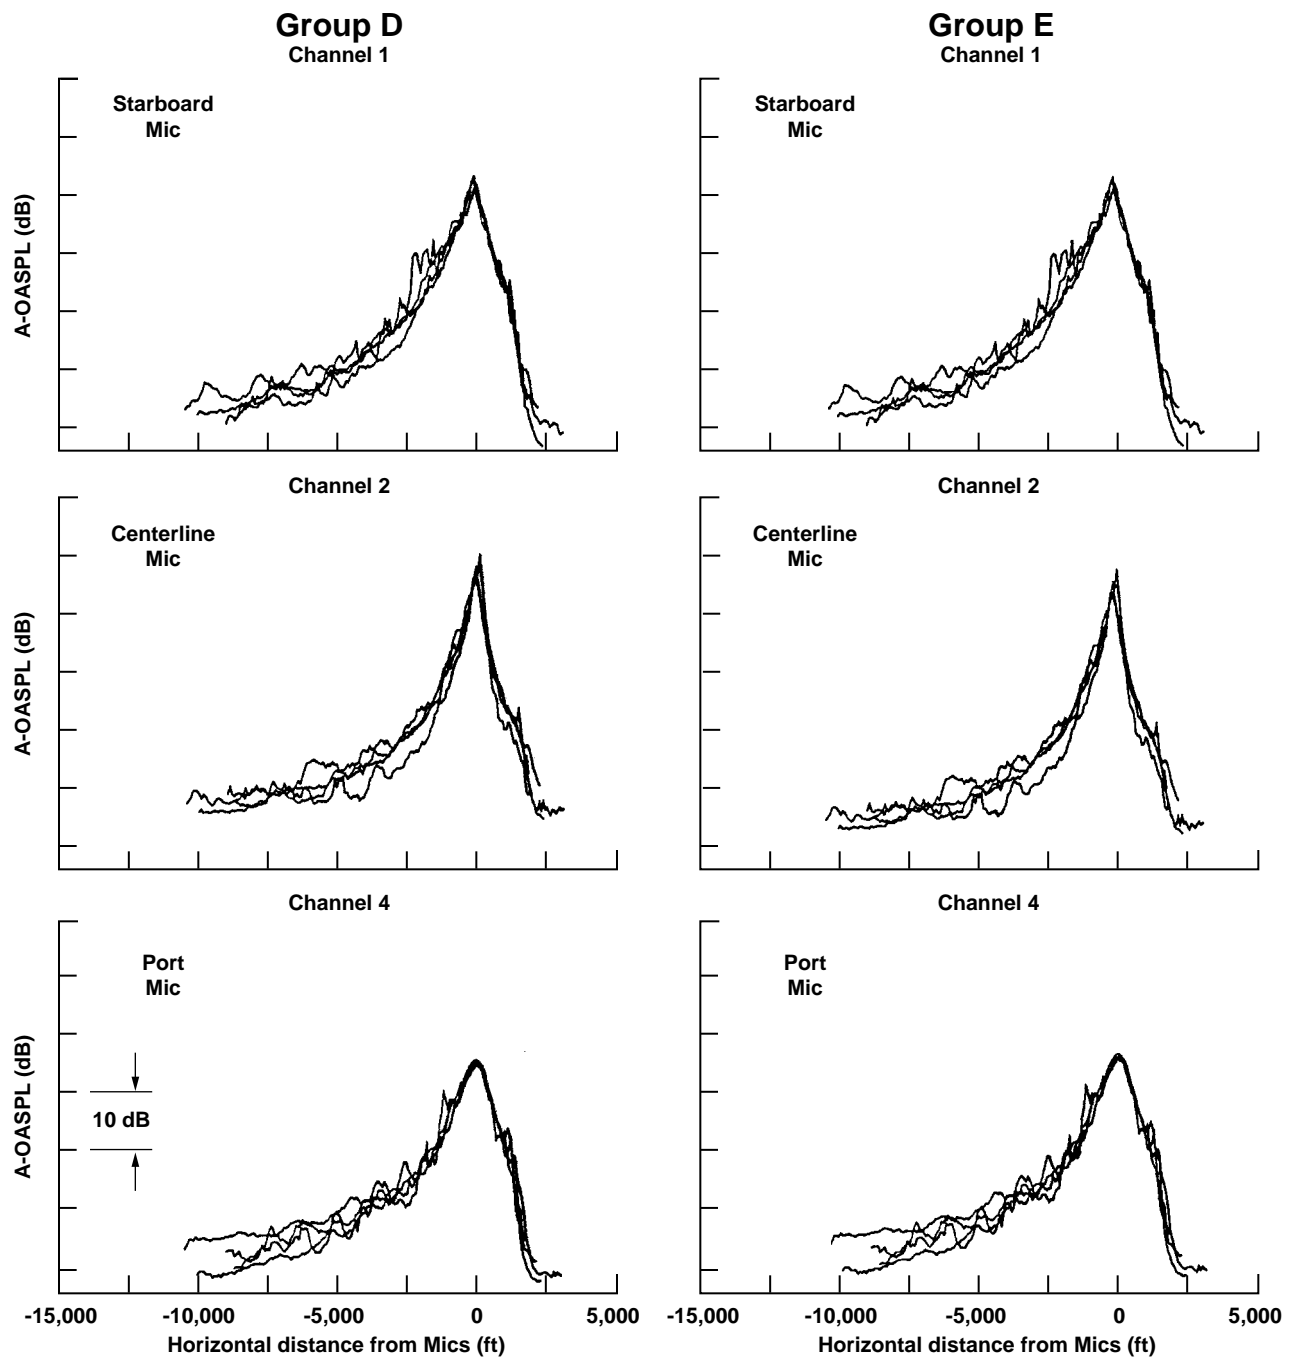 Group D
Channel 1
Group E
Channel 1
Starboard
Mic
Starboard
Mic
A-OASPL (dB)
Channel 2
Channel 2
Centerline
Mic
Centerline
Mic
A-OASPL (dB)
Channel 4
Channel 4
Port
Mic
Port
Mic
A-OASPL (dB)
10 dB
-15,000 -10,000 -5,000 0 5,000
Horizontal distance from Mics (ft)
-15,000 -10,000 -5,000 0 5,000
Horizontal distance from Mics (ft)